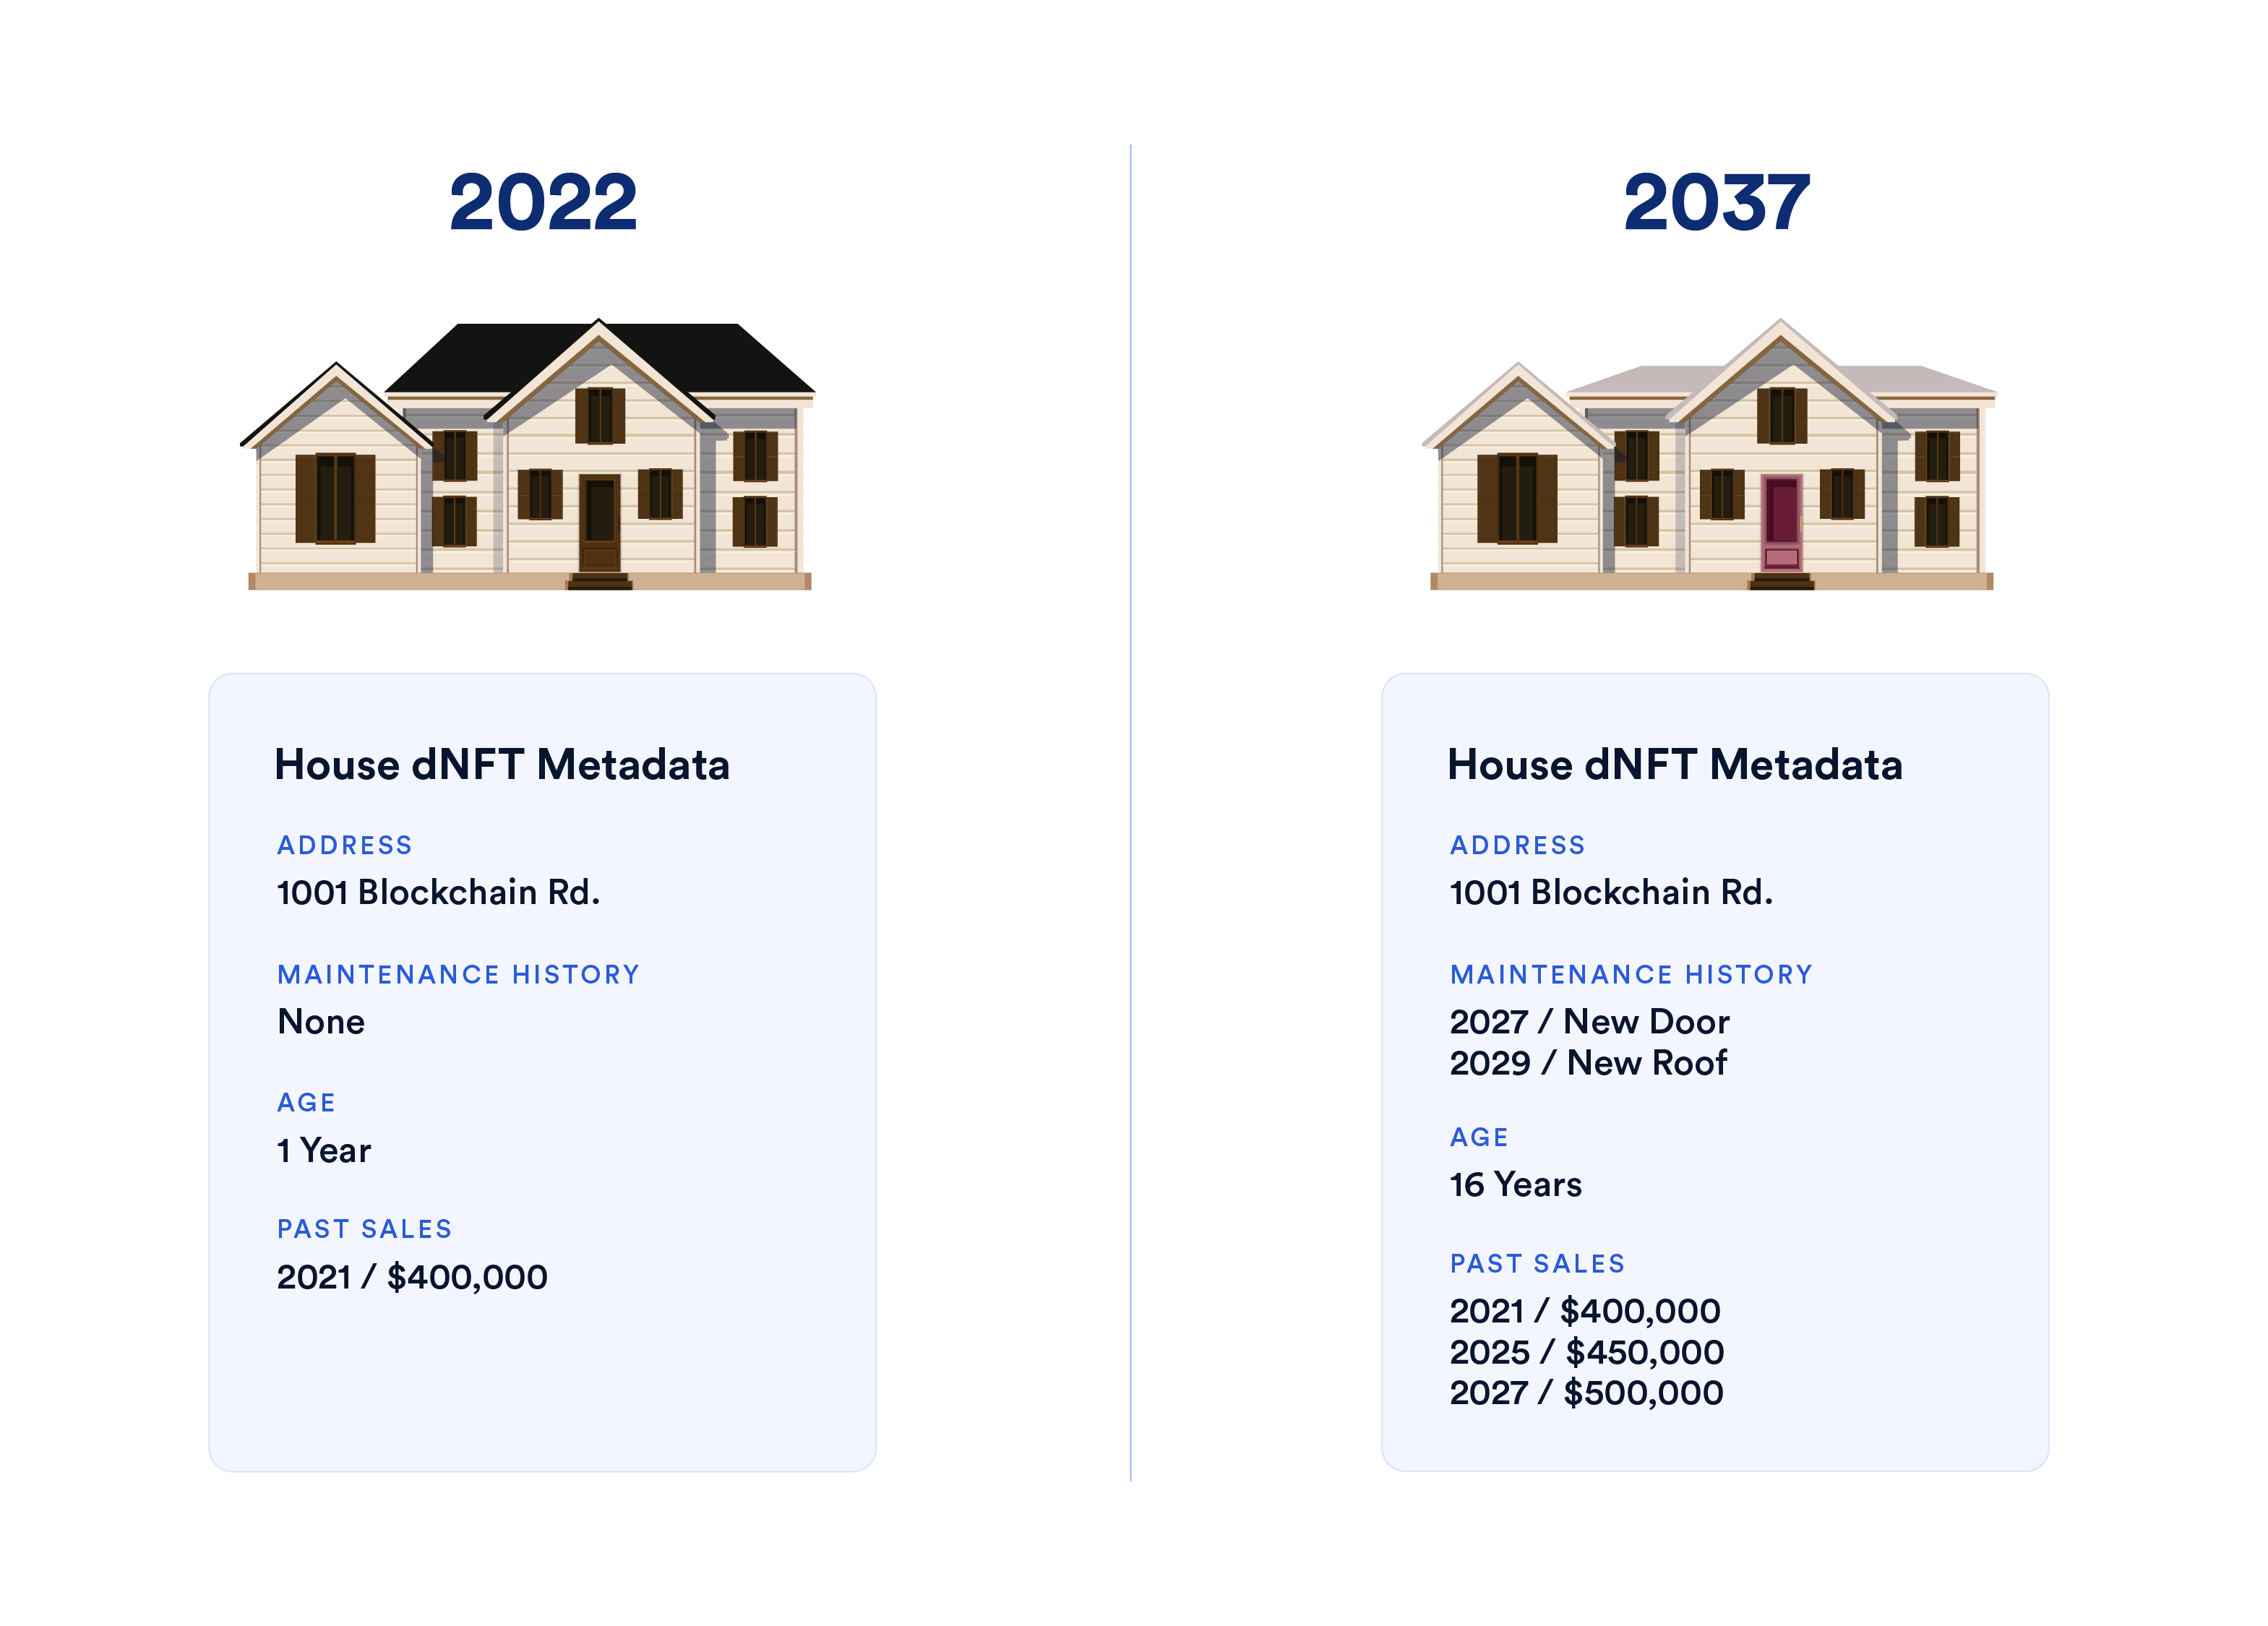 2022
House dNFT Metadata
ADDRESS
1001 Blockchain Rd.
MAINTENANCE HISTORY
None
AGE
1 Year
PAST SALES
2021 / $400,000
2037
House dNFT Metadata
ADDRESS
1001 Blockchain Rd.
MAINTENANCE HISTORY
2027 / New Door
2029 / New Roof
AGE
16 Years
PAST SALES
2021 / $400,000
2025 / $450,000
2027 / $500,000